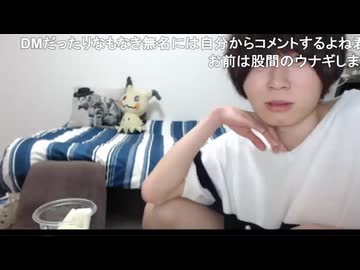 DMだったりなもなき無名には自分からコメントするよね君
お前は股間のウナギしま